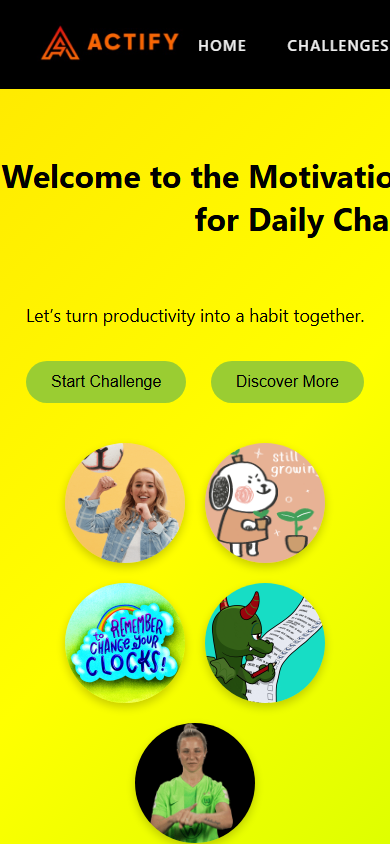 ACTIFY HOME CHALLENGES
Welcome to the Motivatio
for Daily Cha
Let’s turn productivity into a habit together.
Start Challenge Discover More
still
growing
to REMEMBER
CHANGE YOUR
CLOCKS!